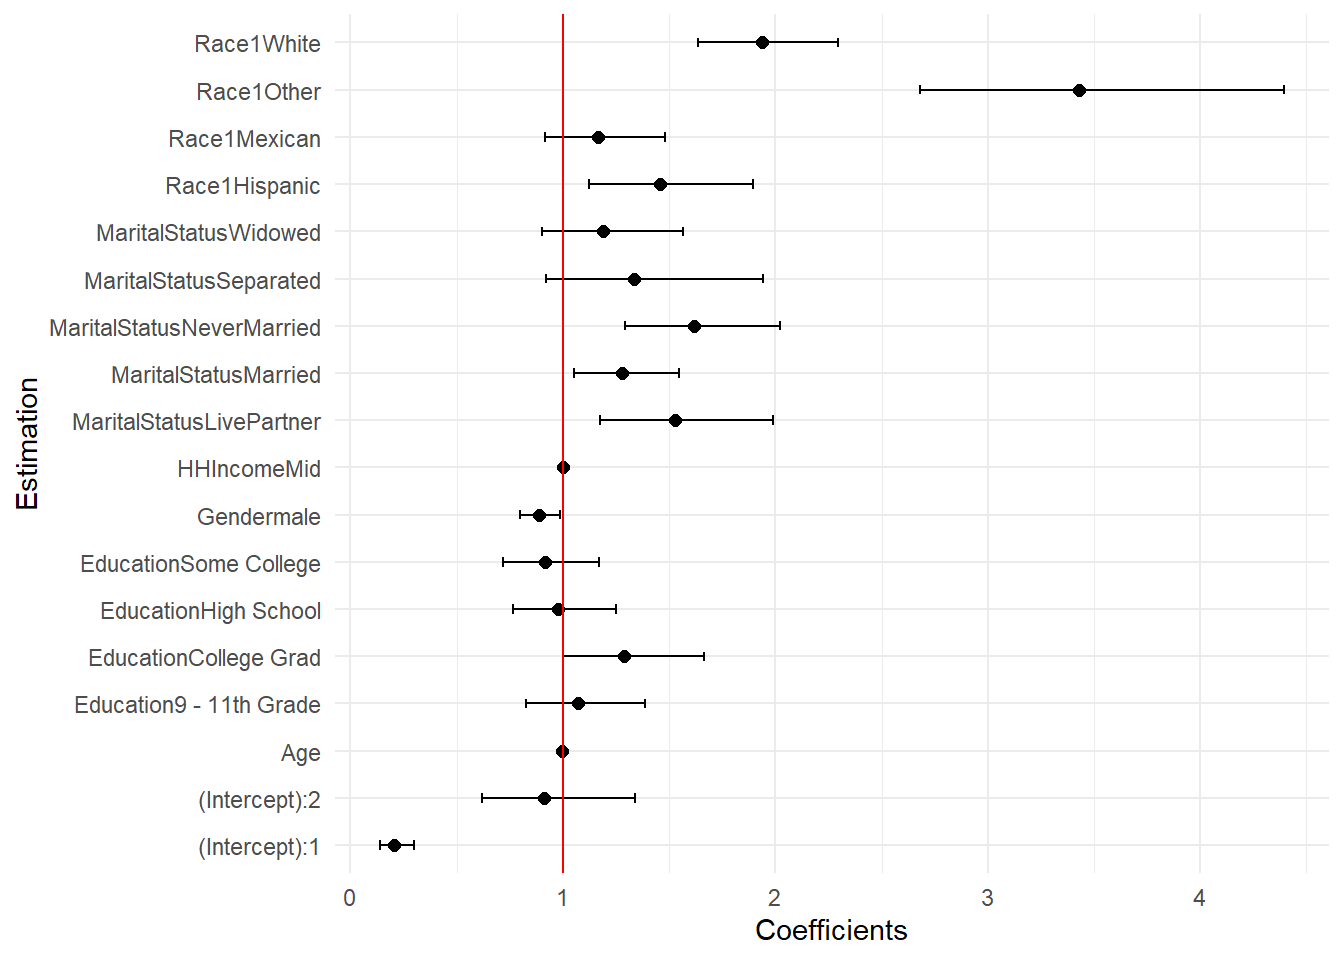 Race1White
Race1Other
Race1Mexican
Race1Hispanic
MaritalStatusWidowed
MaritalStatusSeparated
MaritalStatusNeverMarried
MaritalStatusMarried
MaritalStatusLivePartner
HHIncomeMid
Gendermale
EducationSome College
EducationHigh School
EducationCollege Grad
Education9 - 11th Grade
Age
(Intercept):2
(Intercept):1
Estimation
0 1 2 3 4
Coefficients